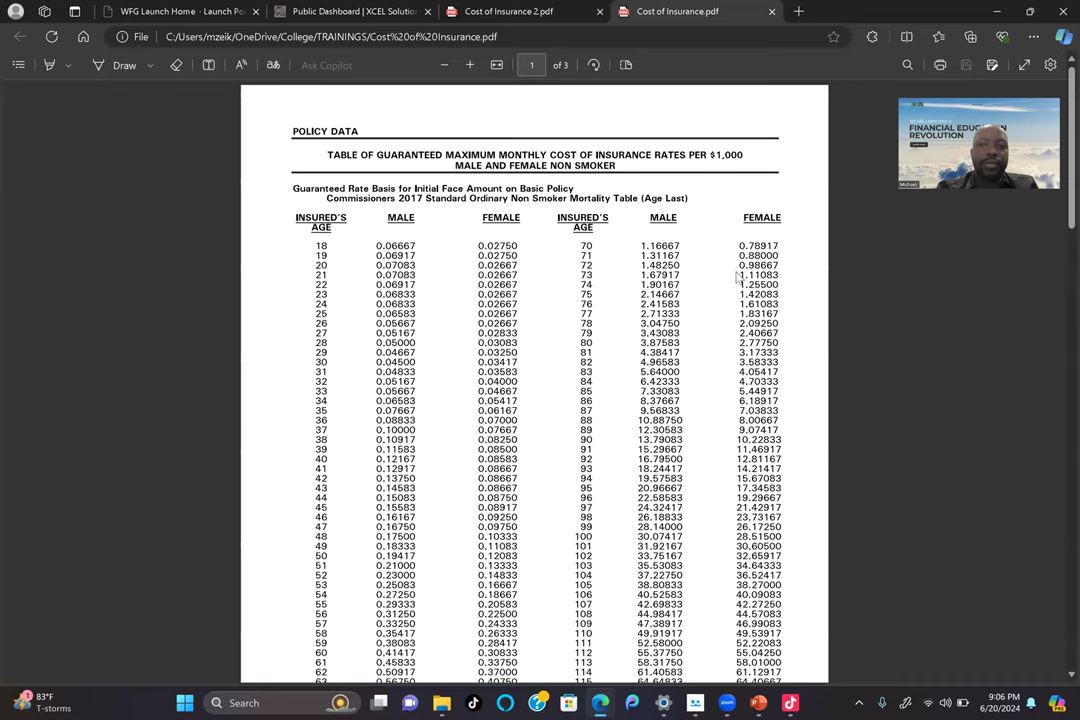 WFG Launch Home - Launch Po
Public Dashboard | XCEL Solution
Cost of Insurance 2.pdf
Cost of Insurance.pdf
File
C:/Users/mzeik/OneDrive/College/TRAININGS/Cost%20of%20Insurance.pdf
Draw
Ask Copilot
1 of 3
POLICY DATA
TABLE OF GUARANTEED MAXIMUM MONTHLY COST OF INSURANCE RATES PER $1,000
MALE AND FEMALE NON SMOKER
Guaranteed Rate Basis for Initial Face Amount on Basic Policy
Commissioners 2017 Standard Ordinary Non Smoker Mortality Table (Age Last)
INSURED'S AGE MALE FEMALE INSURED'S AGE MALE FEMALE
18 0.06667 0.02750 70 1.16667 0.78917
19 0.06917 0.02750 71 1.31167 0.88000
20 0.07083 0.02667 72 1.48250 0.98667
21 0.07083 0.02667 73 1.67917 1.11083
22 0.06917 0.02667 74 1.90167 1.25500
23 0.06833 0.02667 75 2.14667 1.42083
24 0.06833 0.02667 76 2.41583 1.61083
25 0.06583 0.02667 77 2.71333 1.83167
26 0.05667 0.02667 78 3.04750 2.09250
27 0.05167 0.02833 79 3.43083 2.40667
28 0.05000 0.03083 80 3.87583 2.77750
29 0.04667 0.03250 81 4.38417 3.17333
30 0.04500 0.03417 82 4.96583 3.58333
31 0.04833 0.03583 83 5.64000 4.05417
32 0.05167 0.04000 84 6.42333 4.70333
33 0.05667 0.04667 85 7.33083 5.44917
34 0.06583 0.05417 86 8.37667 6.18917
35 0.07667 0.06167 87 9.56833 7.03833
36 0.08833 0.07000 88 10.88750 8.00667
37 0.10000 0.07667 89 12.30583 9.07417
38 0.10917 0.08250 90 13.79083 10.22833
39 0.11583 0.08500 91 15.29667 11.46917
40 0.12167 0.08583 92 16.79500 12.81167
41 0.12917 0.08667 93 18.24417 14.21417
42 0.13750 0.08667 94 19.57583 15.67083
43 0.14583 0.08667 95 20.96667 17.34583
44 0.15083 0.08750 96 22.58583 19.29667
45 0.15583 0.08917 97 24.32417 21.42917
46 0.16167 0.09250 98 26.18833 23.73167
47 0.16750 0.09750 99 28.14000 26.17250
48 0.17500 0.10333 100 30.07417 28.51500
49 0.18333 0.11083 101 31.92167 30.60500
50 0.19417 0.12083 102 33.75167 32.65917
51 0.21000 0.13333 103 35.53083 34.64333
52 0.23000 0.14833 104 37.22750 36.52417
53 0.25083 0.16667 105 38.80833 38.27000
54 0.27250 0.18667 106 40.52583 40.09083
55 0.29333 0.20583 107 42.69833 42.27250
56 0.31250 0.22500 108 44.98417 44.57083
57 0.33250 0.24333 109 47.38917 46.99083
58 0.35417 0.26333 110 49.91917 49.53917
59 0.38083 0.28417 111 52.58000 52.22083
60 0.41417 0.30833 112 55.37750 55.04250
61 0.45833 0.33750 113 58.31750 58.01000
62 0.50917 0.37000 114 61.40583 61.12917
63 0.56750 0.40750 115 64.64833 64.40667
FINANCIAL EDUCATION
REVOLUTION
Michael
83°F
T-storms
Search
9:06 PM
6/20/2024